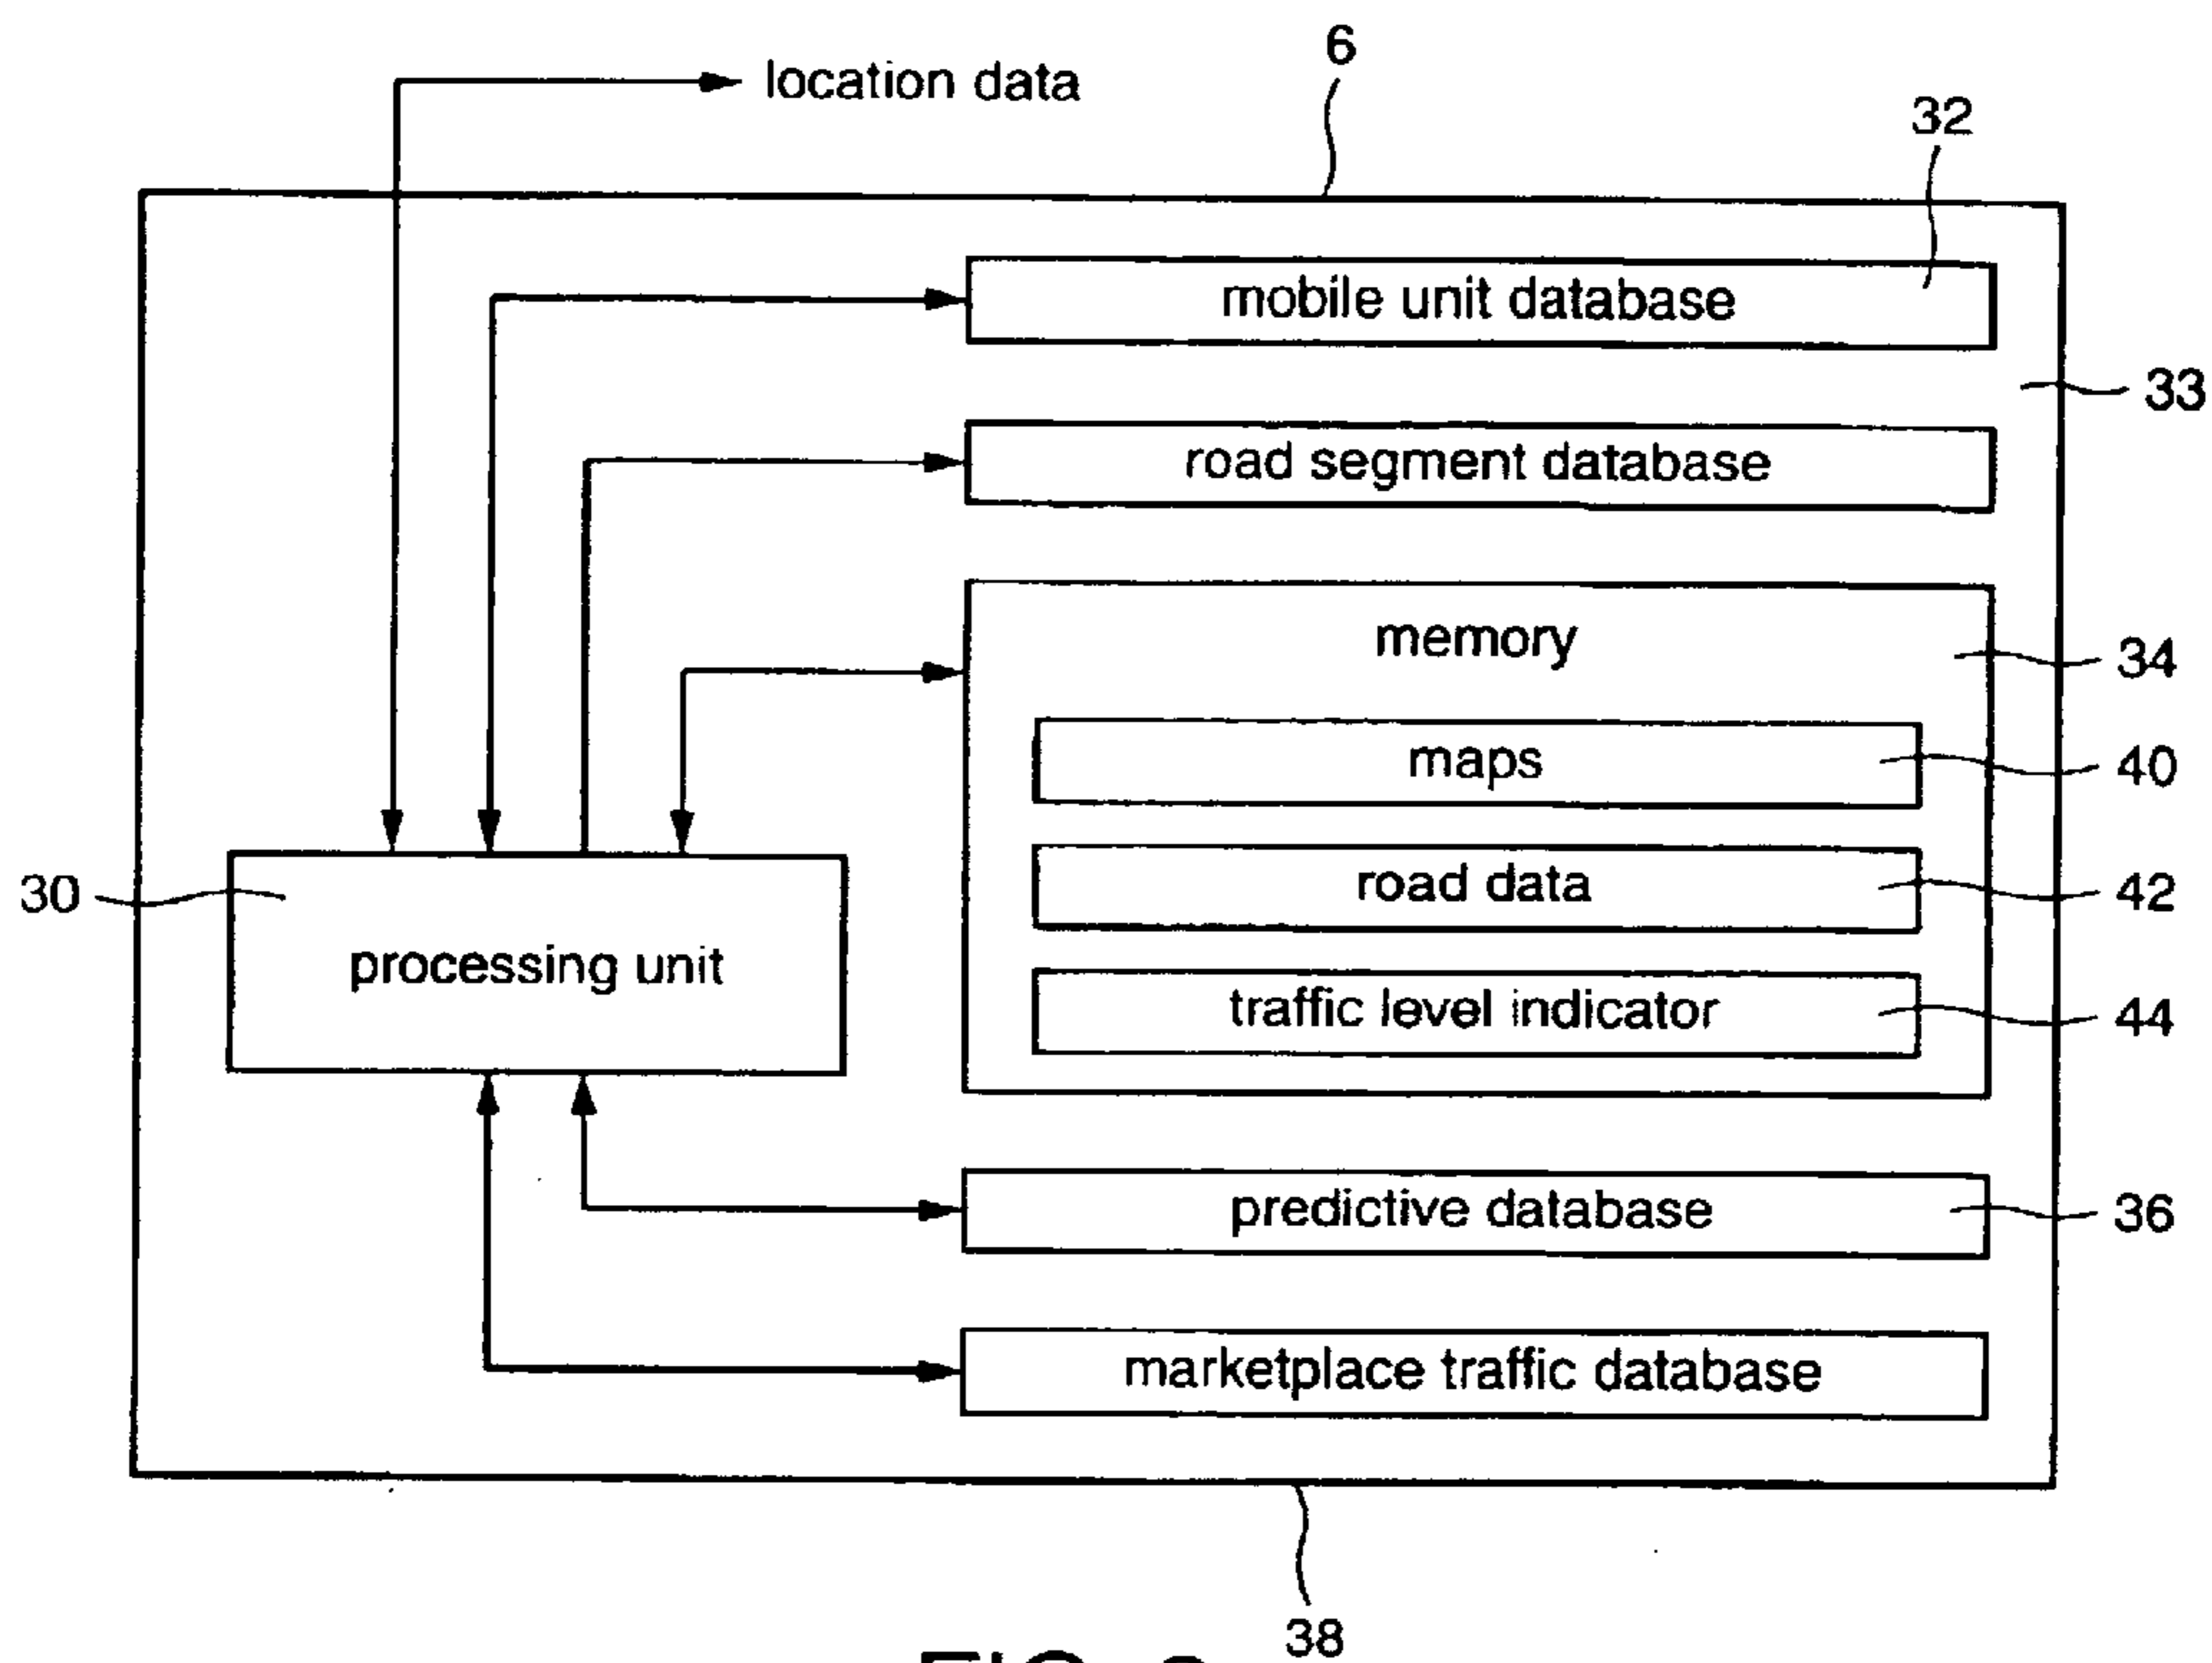 6
location data
32
mobile unit database
33
road segment database
memory
34
maps
40
road data
42
30
processing unit
traffic level indicator
44
predictive database
36
marketplace traffic database
38